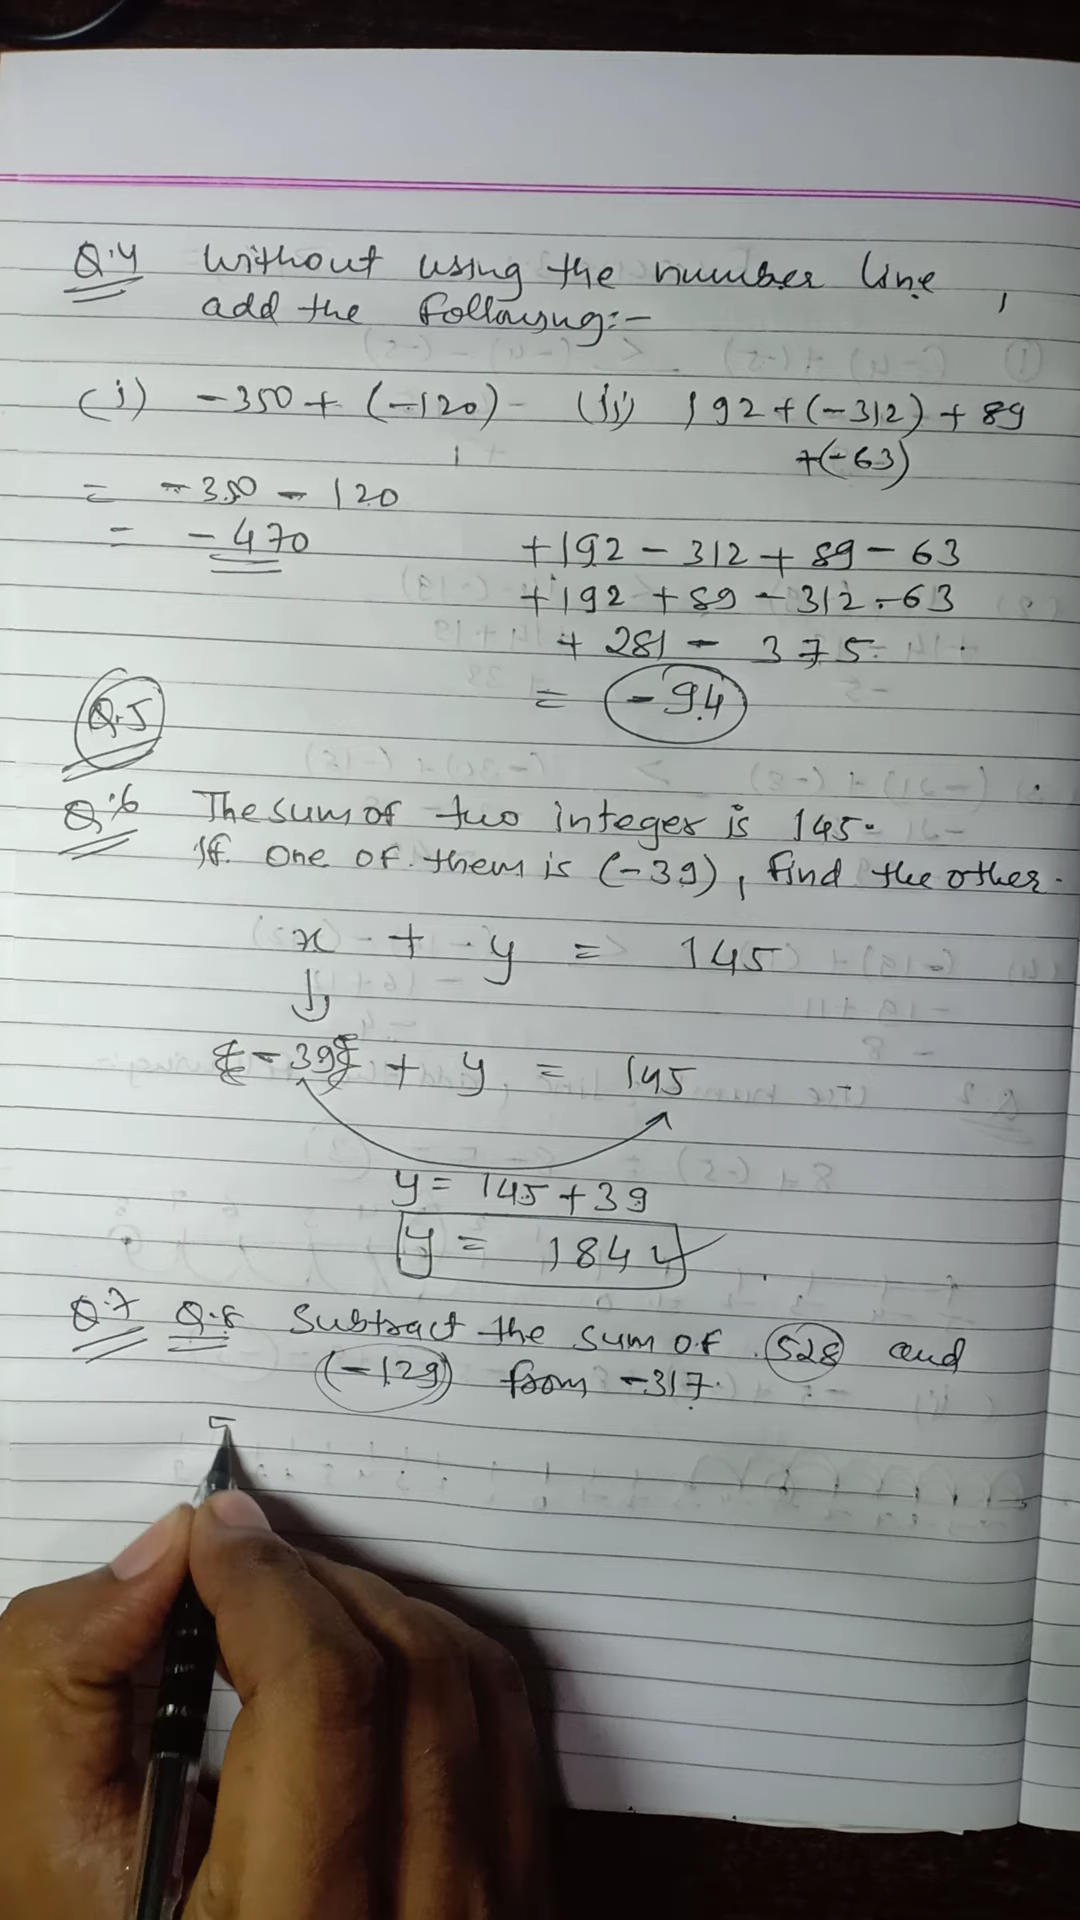 Q.4 Without using the number line,
add the following:-
(i) -350 + (-120) - (ii) 192 + (-312) + 89
+(-63)
= -350 - 120
= -470
+192 - 312 + 89 - 63
+192 + 89 - 312 - 63
+ 281 - 375
= -94
Q.5
Q.6 The sum of two integer is 145.
If one of them is (-39), find the other.
x + y = 145
{-39} + y = 145
y = 145 + 39
y = 184
Q.7 Q.8 Subtract the sum of 528 and
(-129) from -317.
5